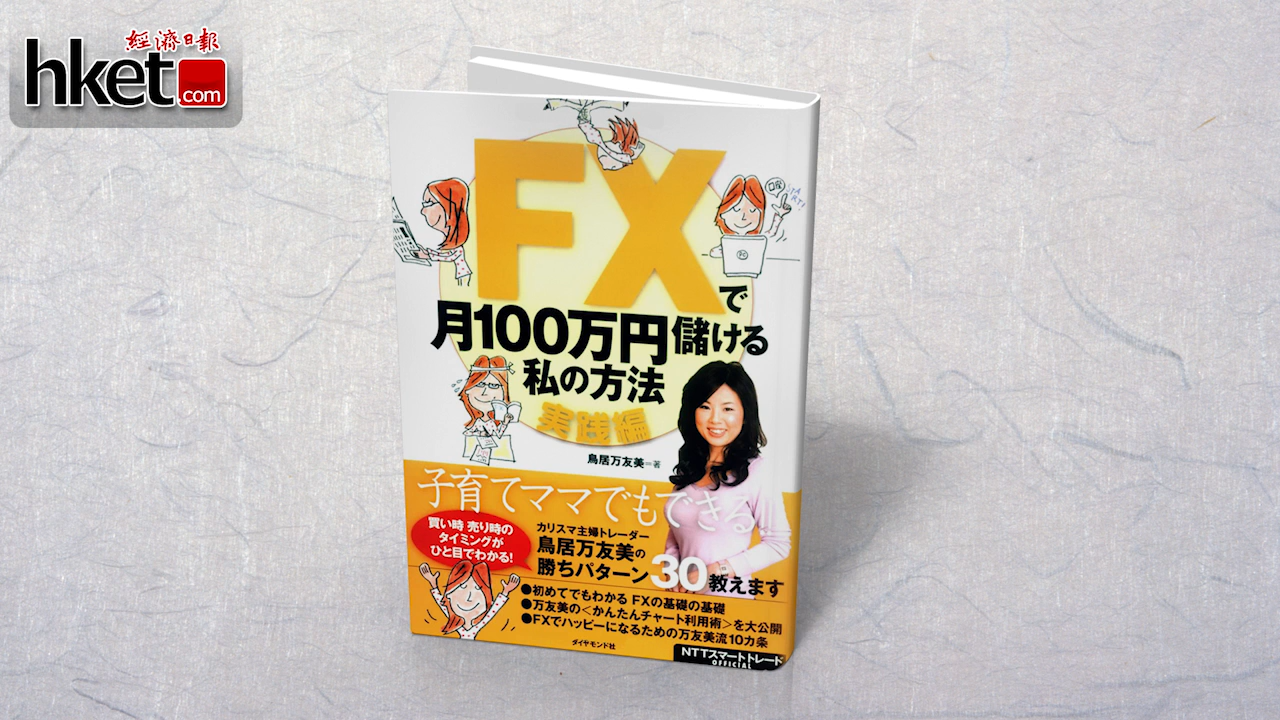 經濟日報
hket
.com
FX
で
月100万円儲ける
私の方法
実践編
鳥居万友美=著
口座
PC
子育てママでもできる
買い時 売り時の
タイミングが
ひと目でわかる!
カリスマ主婦トレーダー
鳥居万友美の
勝ちパターン30教えます
●初めてでもわかる FXの基礎の基礎
●万友美の<かんたんチャート利用術>を大公開
●FXでハッピーになるための万友美流10カ条
ダイヤモンド社
NTTスマートトレード
OFFICIAL